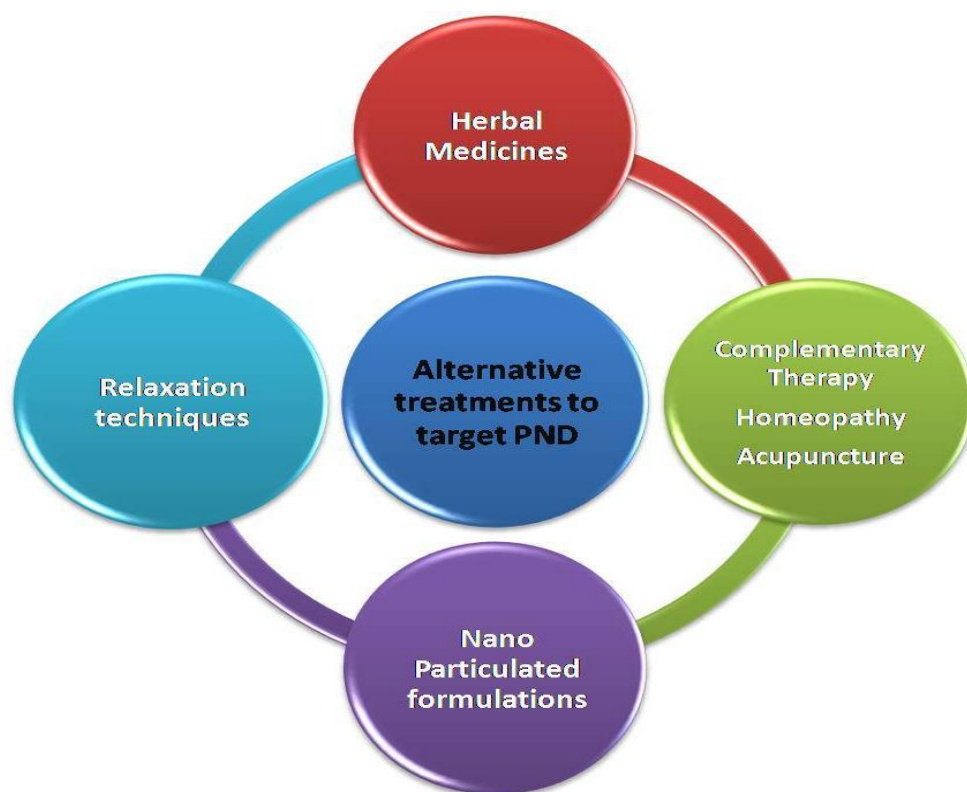 Herbal
Medicines
Relaxation
techniques
Alternative
treatments to
target PND
Complementary
Therapy
Homeopathy
Acupuncture
Nano
Particulated
formulations